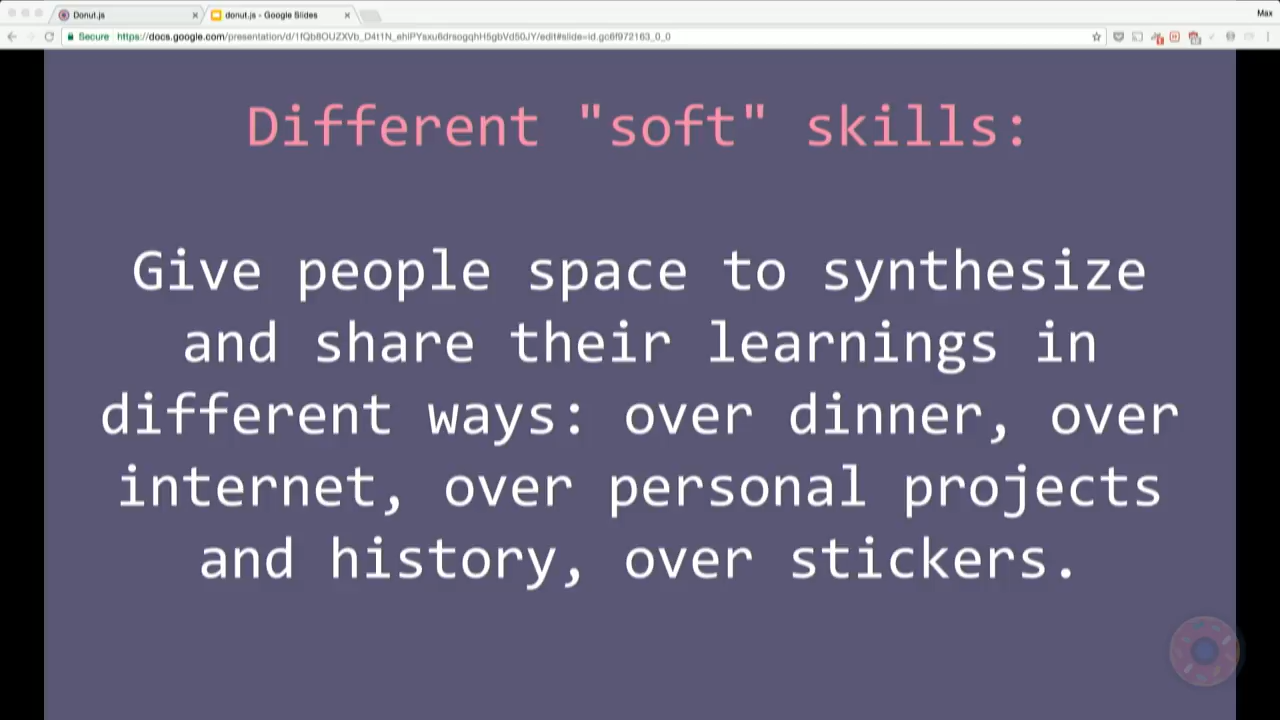 Donut.js
donut.js - Google Slides
Max
Secure
Different "soft" skills:
Give people space to synthesize
and share their learnings in
different ways: over dinner, over
internet, over personal projects
and history, over stickers.